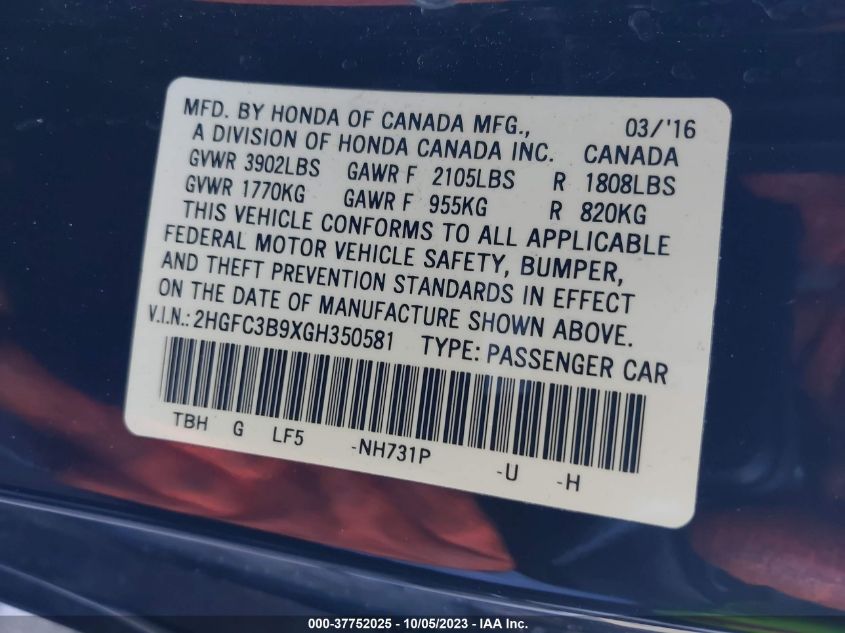 MFD. BY HONDA OF CANADA MFG., 03/'16
A DIVISION OF HONDA CANADA INC. CANADA
GVWR 3902LBS GAWR F 2105LBS R 1808LBS
GVWR 1770KG GAWR F 955KG R 820KG
THIS VEHICLE CONFORMS TO ALL APPLICABLE
FEDERAL MOTOR VEHICLE SAFETY, BUMPER,
AND THEFT PREVENTION STANDARDS IN EFFECT
ON THE DATE OF MANUFACTURE SHOWN ABOVE.
V.I.N.: 2HGFC3B9XGH350581 TYPE: PASSENGER CAR
TBH G LF5 -NH731P -U -H
000-37752025 - 10/05/2023 - IAA Inc.